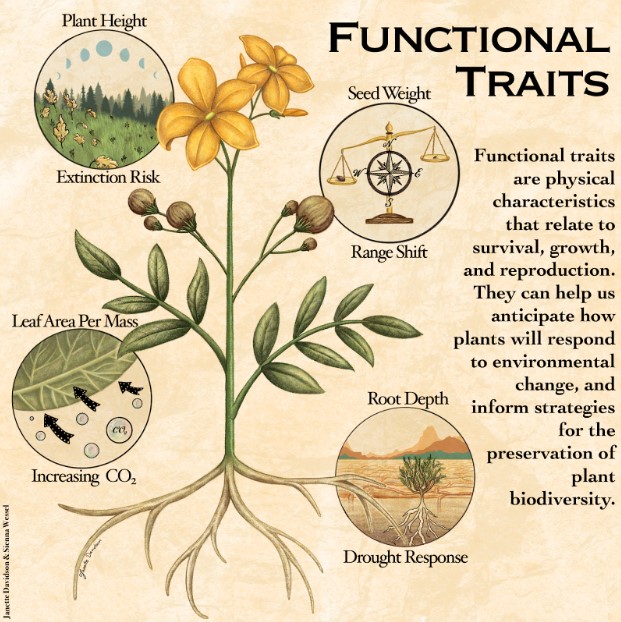 FUNCTIONAL
TRAITS
Plant Height
Extinction Risk
Seed Weight
N
W E
S
Range Shift
Functional traits
are physical
characteristics
that relate to
survival, growth,
and reproduction.
They can help us
anticipate how
plants will respond
to environmental
change, and
inform strategies
for the
preservation of
plant
biodiversity.
Leaf Area Per Mass
CO₂
Increasing CO₂
Root Depth
Drought Response
Janette Davidson & Sienna Wessel